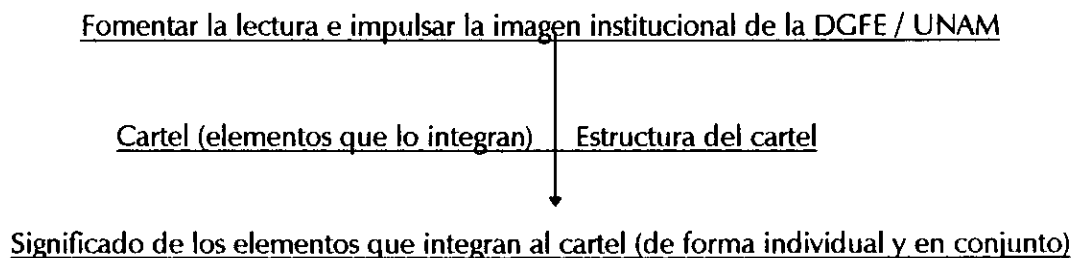 Fomentar la lectura e impulsar la imagen institucional de la DGFE / UNAM
Cartel (elementos que lo integran) Estructura del cartel
Significado de los elementos que integran al cartel (de forma individual y en conjunto)